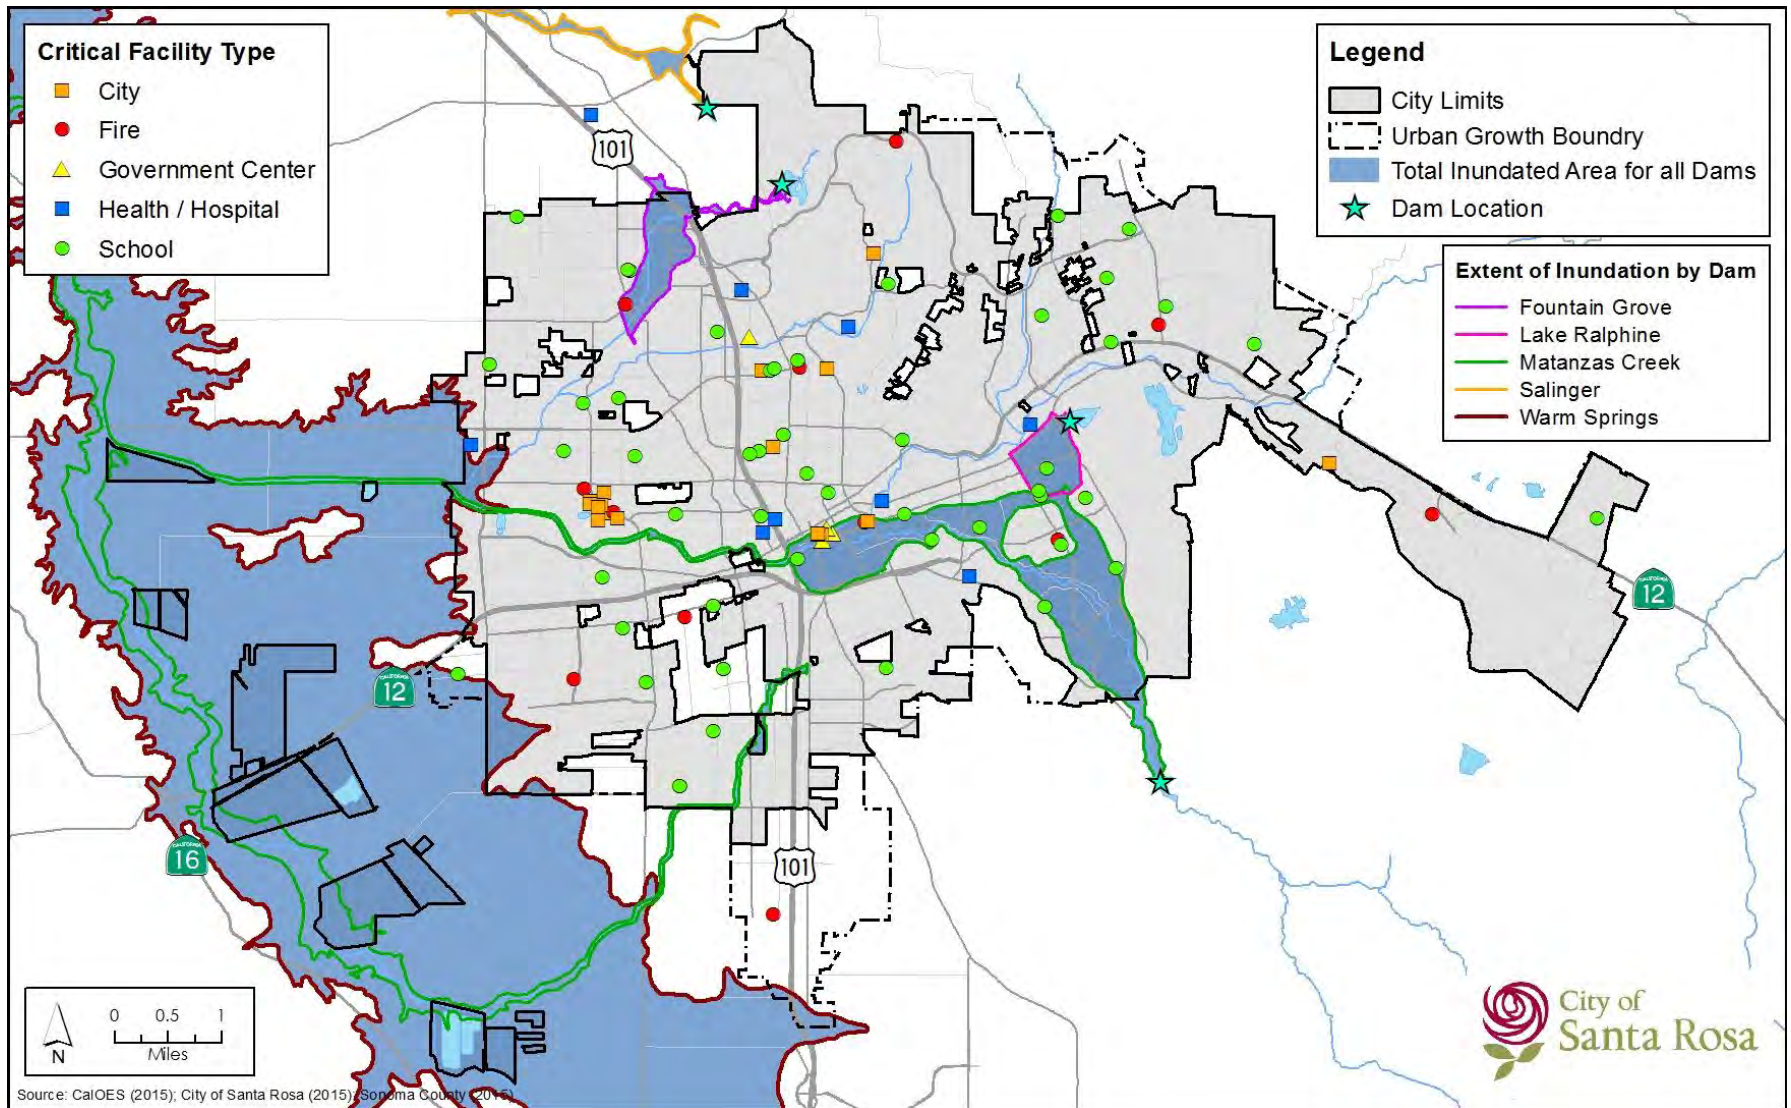 Critical Facility Type
City
Fire
Government Center
Health / Hospital
School
101
Legend
City Limits
Urban Growth Boundry
Total Inundated Area for all Dams
Dam Location
Extent of Inundation by Dam
Fountain Grove
Lake Ralphine
Matanzas Creek
Salinger
Warm Springs
CALIFORNIA
12
CALIFORNIA
12
CALIFORNIA
16
101
0 0.5 1
Miles
N
City of
Santa Rosa
Source: CalOES (2015); City of Santa Rosa (2015); Sonoma County (2015)